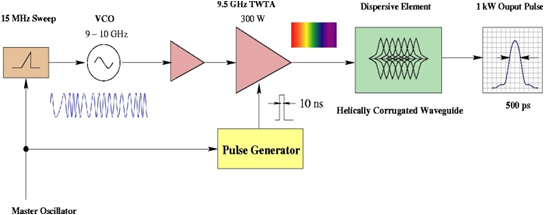 15 MHz Sweep
VCO
9 – 10 GHz
9.5 GHz TWTA
300 W
Dispersive Element
1 kW Ouput Pulse
10 ns
Helically Corrugated Waveguide
500 ps
Pulse Generator
Master Oscillator